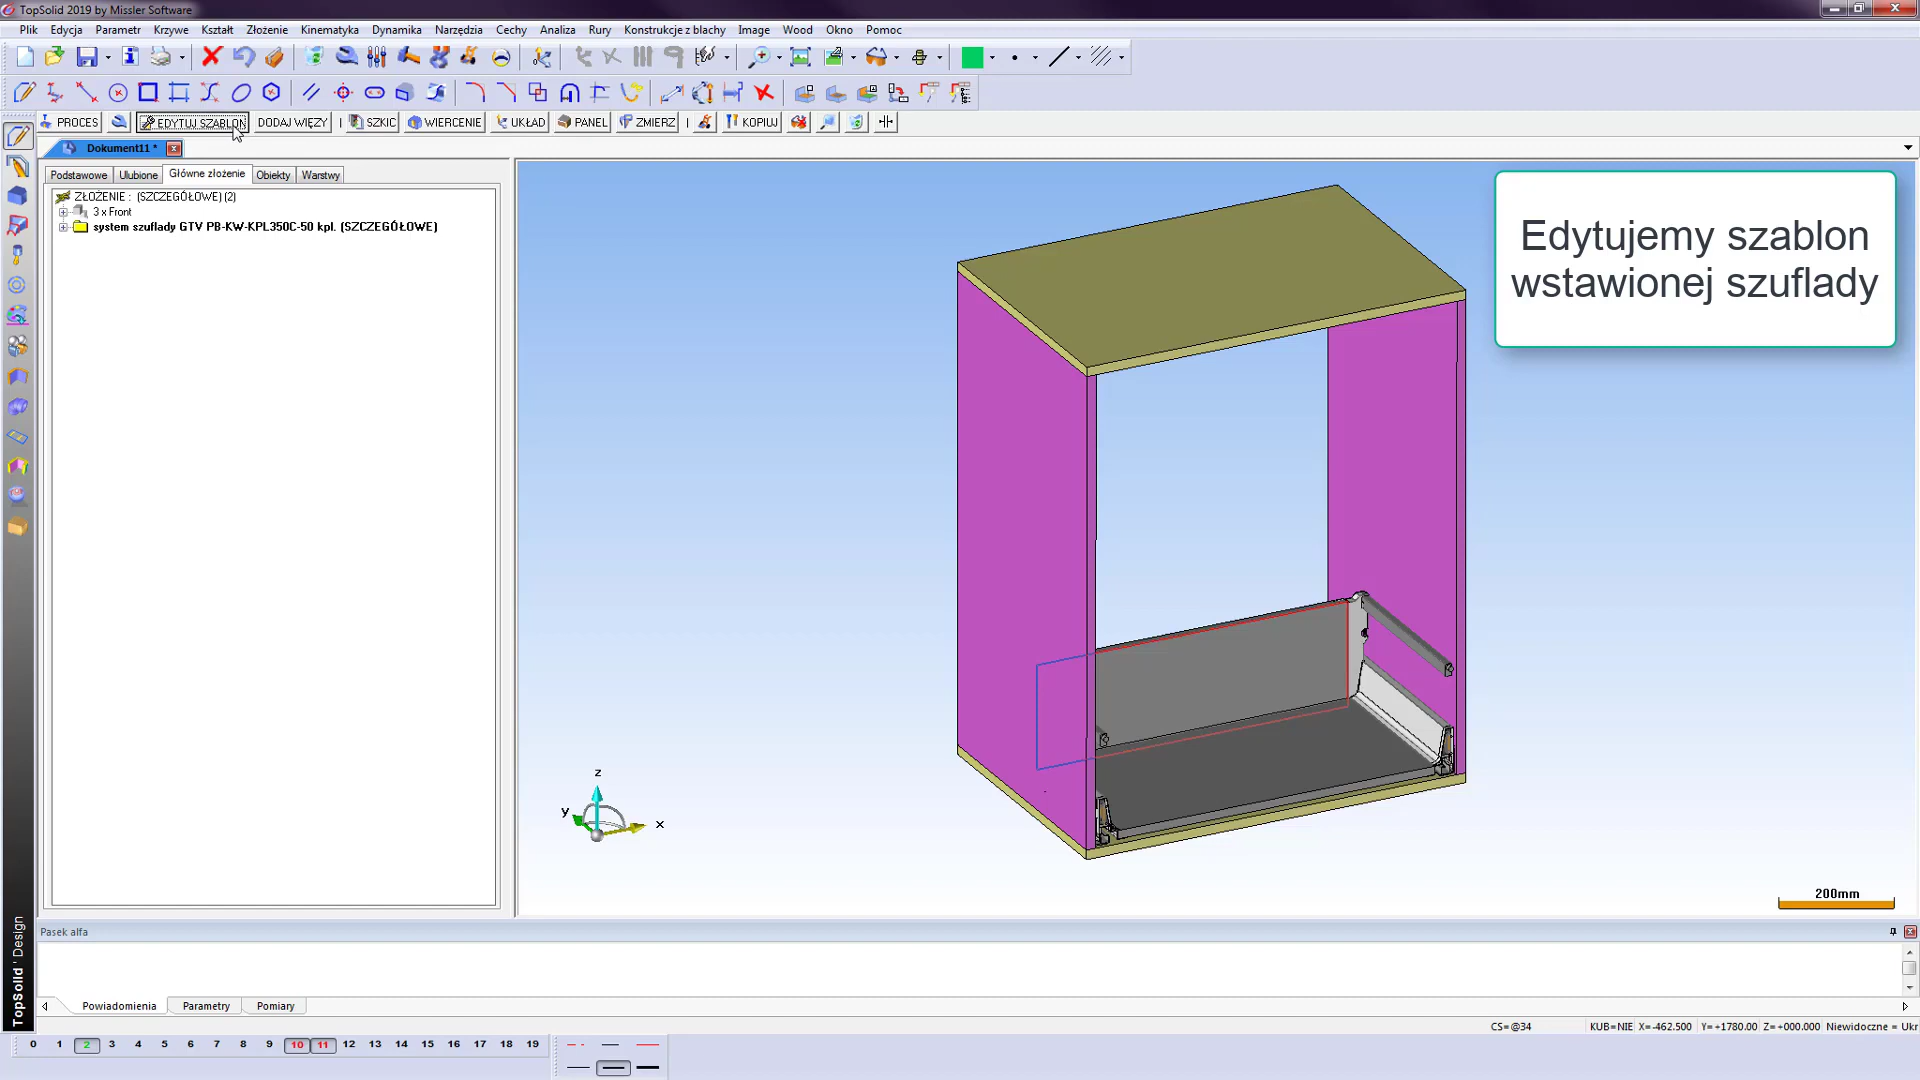 TopSolid 2019 by Missler Software
Plik Edycja Parametr Krzywe Kształt Złożenie Kinematyka Dynamika Narzędzia Cechy Analiza Rury Konstrukcje z blachy Image Wood Okno Pomoc
PROCES EDYTUJ SZABLON DODAJ WIĘZY SZKIC WIERCENIE UKŁAD PANEL ZMIERZ KOPIUJ
Dokument11 *
Podstawowe Ulubione Główne złożenie Obiekty Warstwy
ZŁOŻENIE : (SZCZEGÓŁOWE) (2)
3 x Front
system szuflady GTV PB-KW-KPL350C-50 kpl. (SZCZEGÓŁOWE)
Edytujemy szablon
wstawionej szuflady
z
y
x
200mm
Pasek alfa
Powiadomienia Parametry Pomiary
CS=@34 KUB=NIE X=-462.500 Y=+1780.00 Z=+000.000 Niewidoczne = Ukr
0 1 2 3 4 5 6 7 8 9 10 11 12 13 14 15 16 17 18 19
TopSolid ' Design